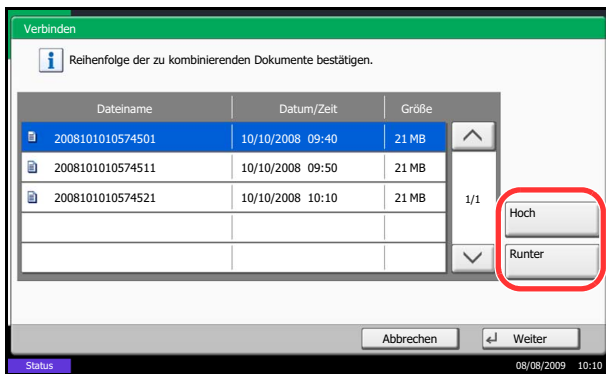 Verbinden
Reihenfolge der zu kombinierenden Dokumente bestätigen.
Dateiname Datum/Zeit Größe
2008101010574501 10/10/2008 09:40 21 MB
2008101010574511 10/10/2008 09:50 21 MB
2008101010574521 10/10/2008 10:10 21 MB
1/1
Hoch
Runter
Abbrechen Weiter
Status 08/08/2009 10:10